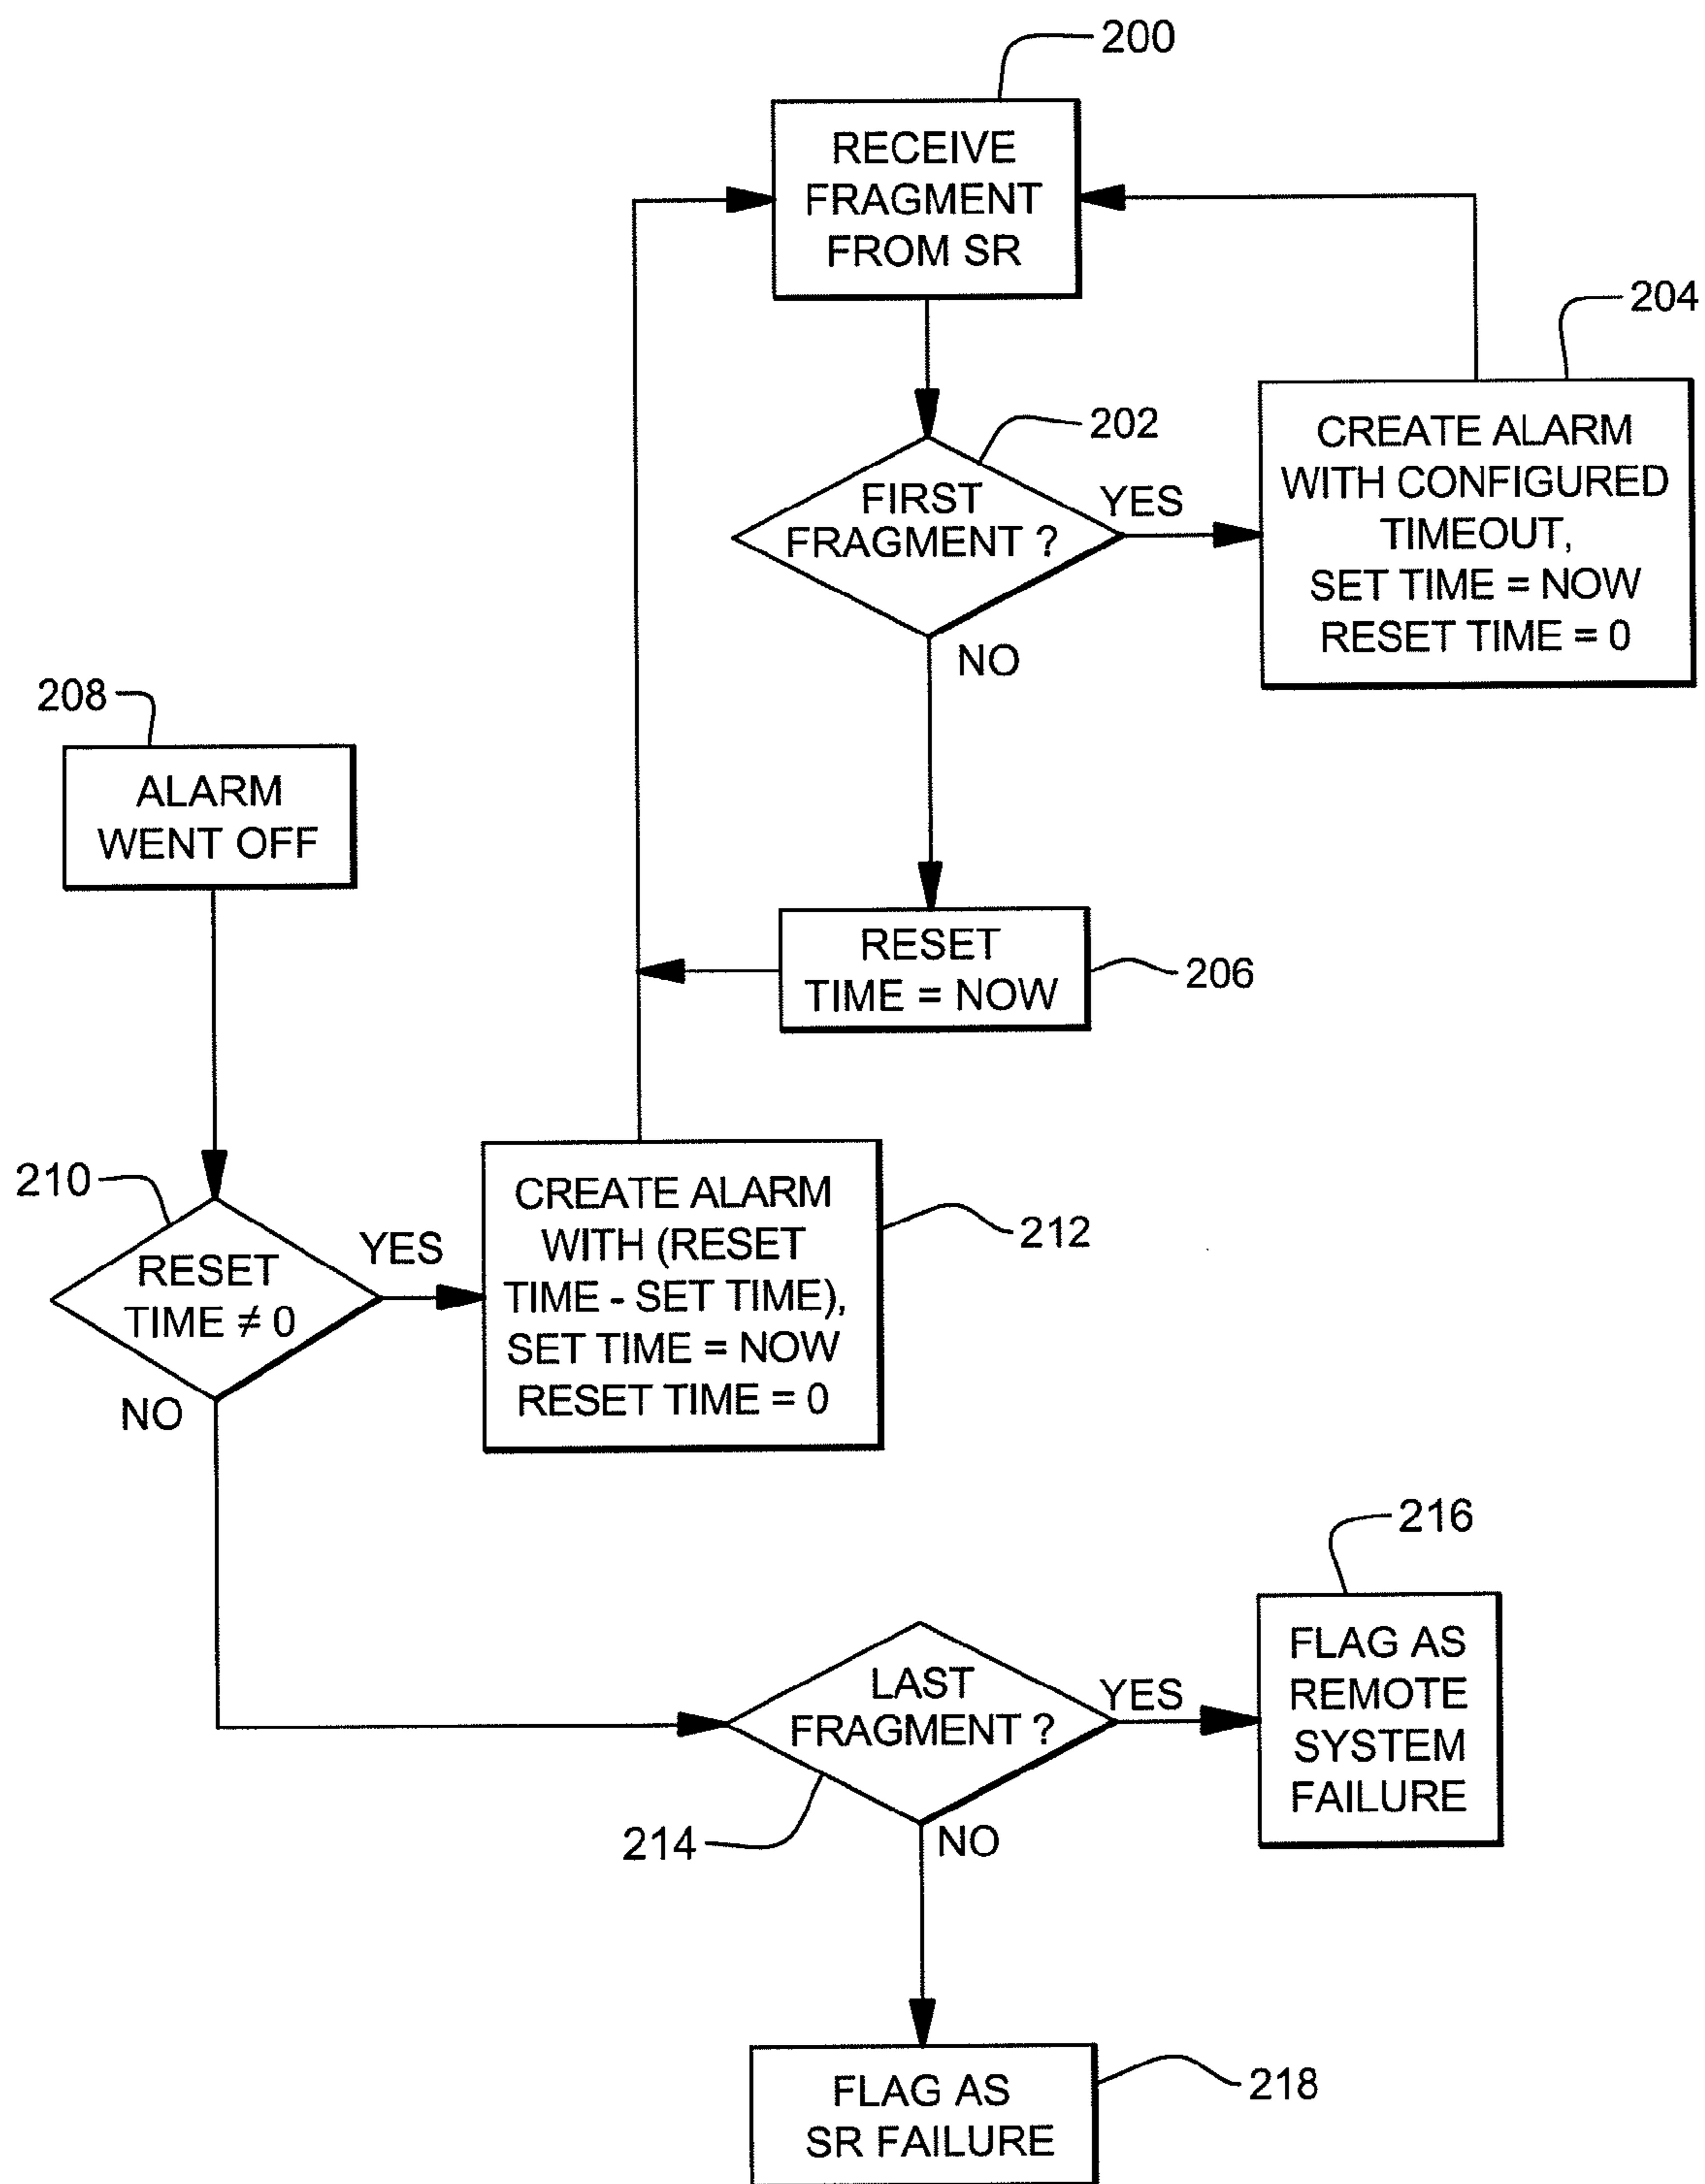 200
RECEIVE
FRAGMENT
FROM SR
204
202
FIRST
FRAGMENT ?
YES
NO
CREATE ALARM
WITH CONFIGURED
TIMEOUT,
SET TIME = NOW
RESET TIME = 0
208
ALARM
WENT OFF
RESET
TIME = NOW
206
210
RESET
TIME ≠ 0
YES
NO
CREATE ALARM
WITH (RESET
TIME - SET TIME),
SET TIME = NOW
RESET TIME = 0
212
216
LAST
FRAGMENT ?
YES
214
NO
FLAG AS
REMOTE
SYSTEM
FAILURE
FLAG AS
SR FAILURE
218